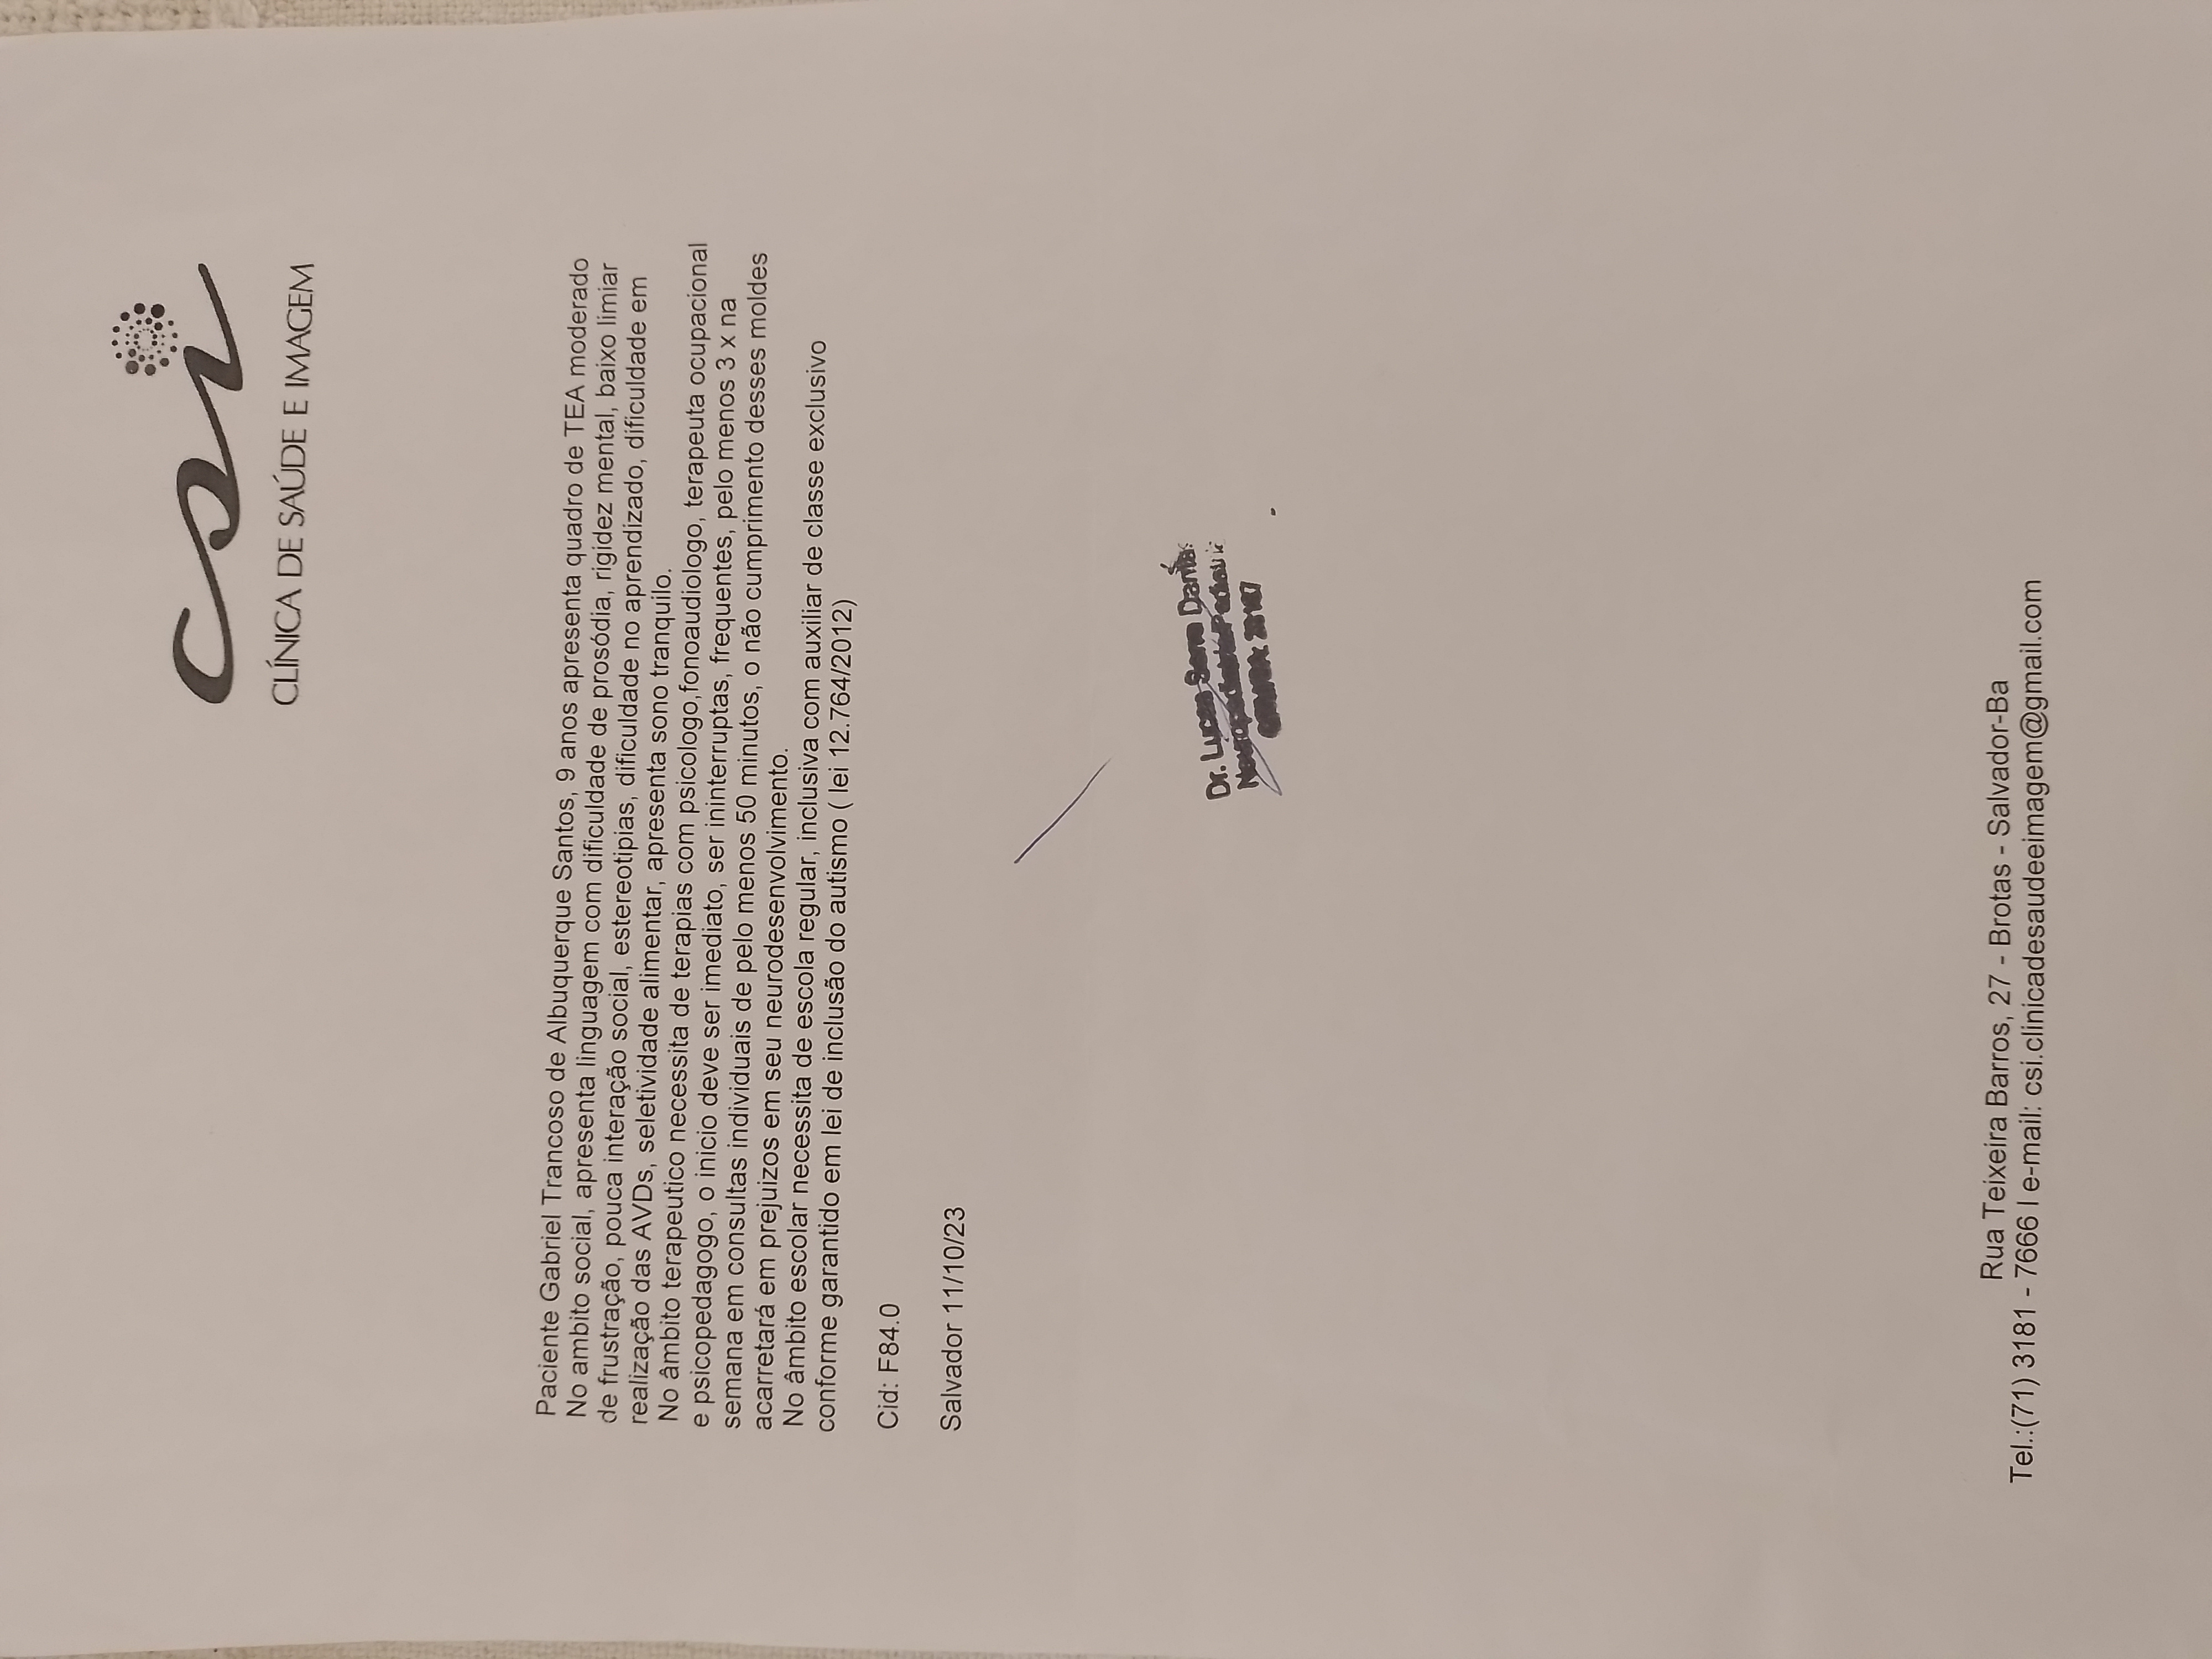 csi
CLÍNICA DE SAÚDE E IMAGEM
Paciente Gabriel Trancoso de Albuquerque Santos, 9 anos apresenta quadro de TEA moderado
No ambito social, apresenta linguagem com dificuldade de prosódia, rigidez mental, baixo limiar
de frustração, pouca interação social, estereotipias, dificuldade no aprendizado, dificuldade em
realização das AVDs, seletividade alimentar, apresenta sono tranquilo.
No âmbito terapeutico necessita de terapias com psicologo,fonoaudiologo, terapeuta ocupacional
e psicopedagogo, o inicio deve ser imediato, ser ininterruptas, frequentes, pelo menos 3 x na
semana em consultas individuais de pelo menos 50 minutos, o não cumprimento desses moldes
acarretará em prejuizos em seu neurodesenvolvimento.
No âmbito escolar necessita de escola regular, inclusiva com auxiliar de classe exclusivo
conforme garantido em lei de inclusão do autismo ( lei 12.764/2012)
Cid: F84.0
Salvador 11/10/23
Dr. Lucas
Rua Teixeira Barros, 27 - Brotas - Salvador-Ba
Tel.:(71) 3181 - 7666 l e-mail: csi.clinicadesaudeeimagem@gmail.com